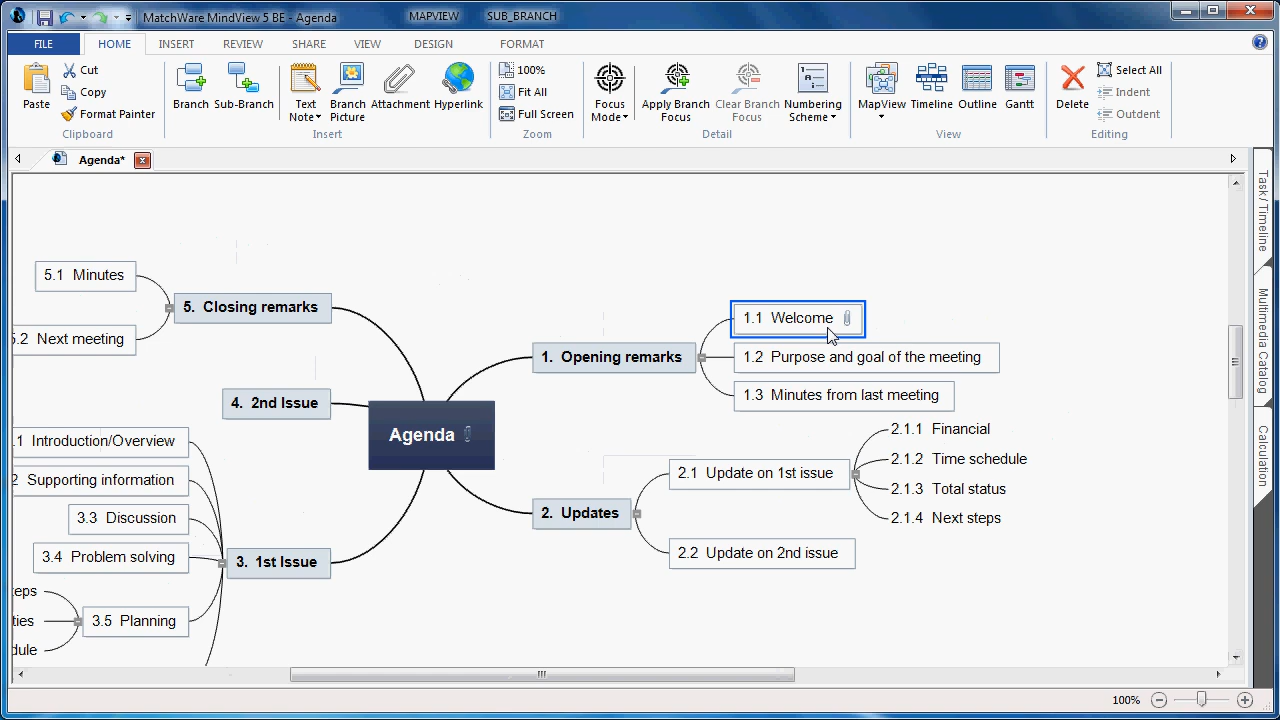 MatchWare MindView 5 BE - Agenda
MAPVIEW
SUB_BRANCH
FILE
HOME
INSERT
REVIEW
SHARE
VIEW
DESIGN
FORMAT
Paste
Cut
Copy
Format Painter
Clipboard
Branch
Sub-Branch
Text Note
Branch Picture
Attachment
Hyperlink
Insert
100%
Fit All
Full Screen
Zoom
Focus Mode
Apply Branch Focus
Clear Branch Focus
Numbering Scheme
Detail
MapView
Timeline
Outline
Gantt
View
Delete
Select All
Indent
Outdent
Editing
Agenda*
Task / Timeline
Multimedia Catalog
Calculation
5.1 Minutes
5. Closing remarks
5.2 Next meeting
4. 2nd Issue
Agenda
.1 Introduction/Overview
2 Supporting information
3.3 Discussion
3.4 Problem solving
3. 1st Issue
eps
ties
3.5 Planning
dule
1.1 Welcome
1. Opening remarks
1.2 Purpose and goal of the meeting
1.3 Minutes from last meeting
2.1.1 Financial
2.1.2 Time schedule
2.1 Update on 1st issue
2.1.3 Total status
2.1.4 Next steps
2. Updates
2.2 Update on 2nd issue
100%